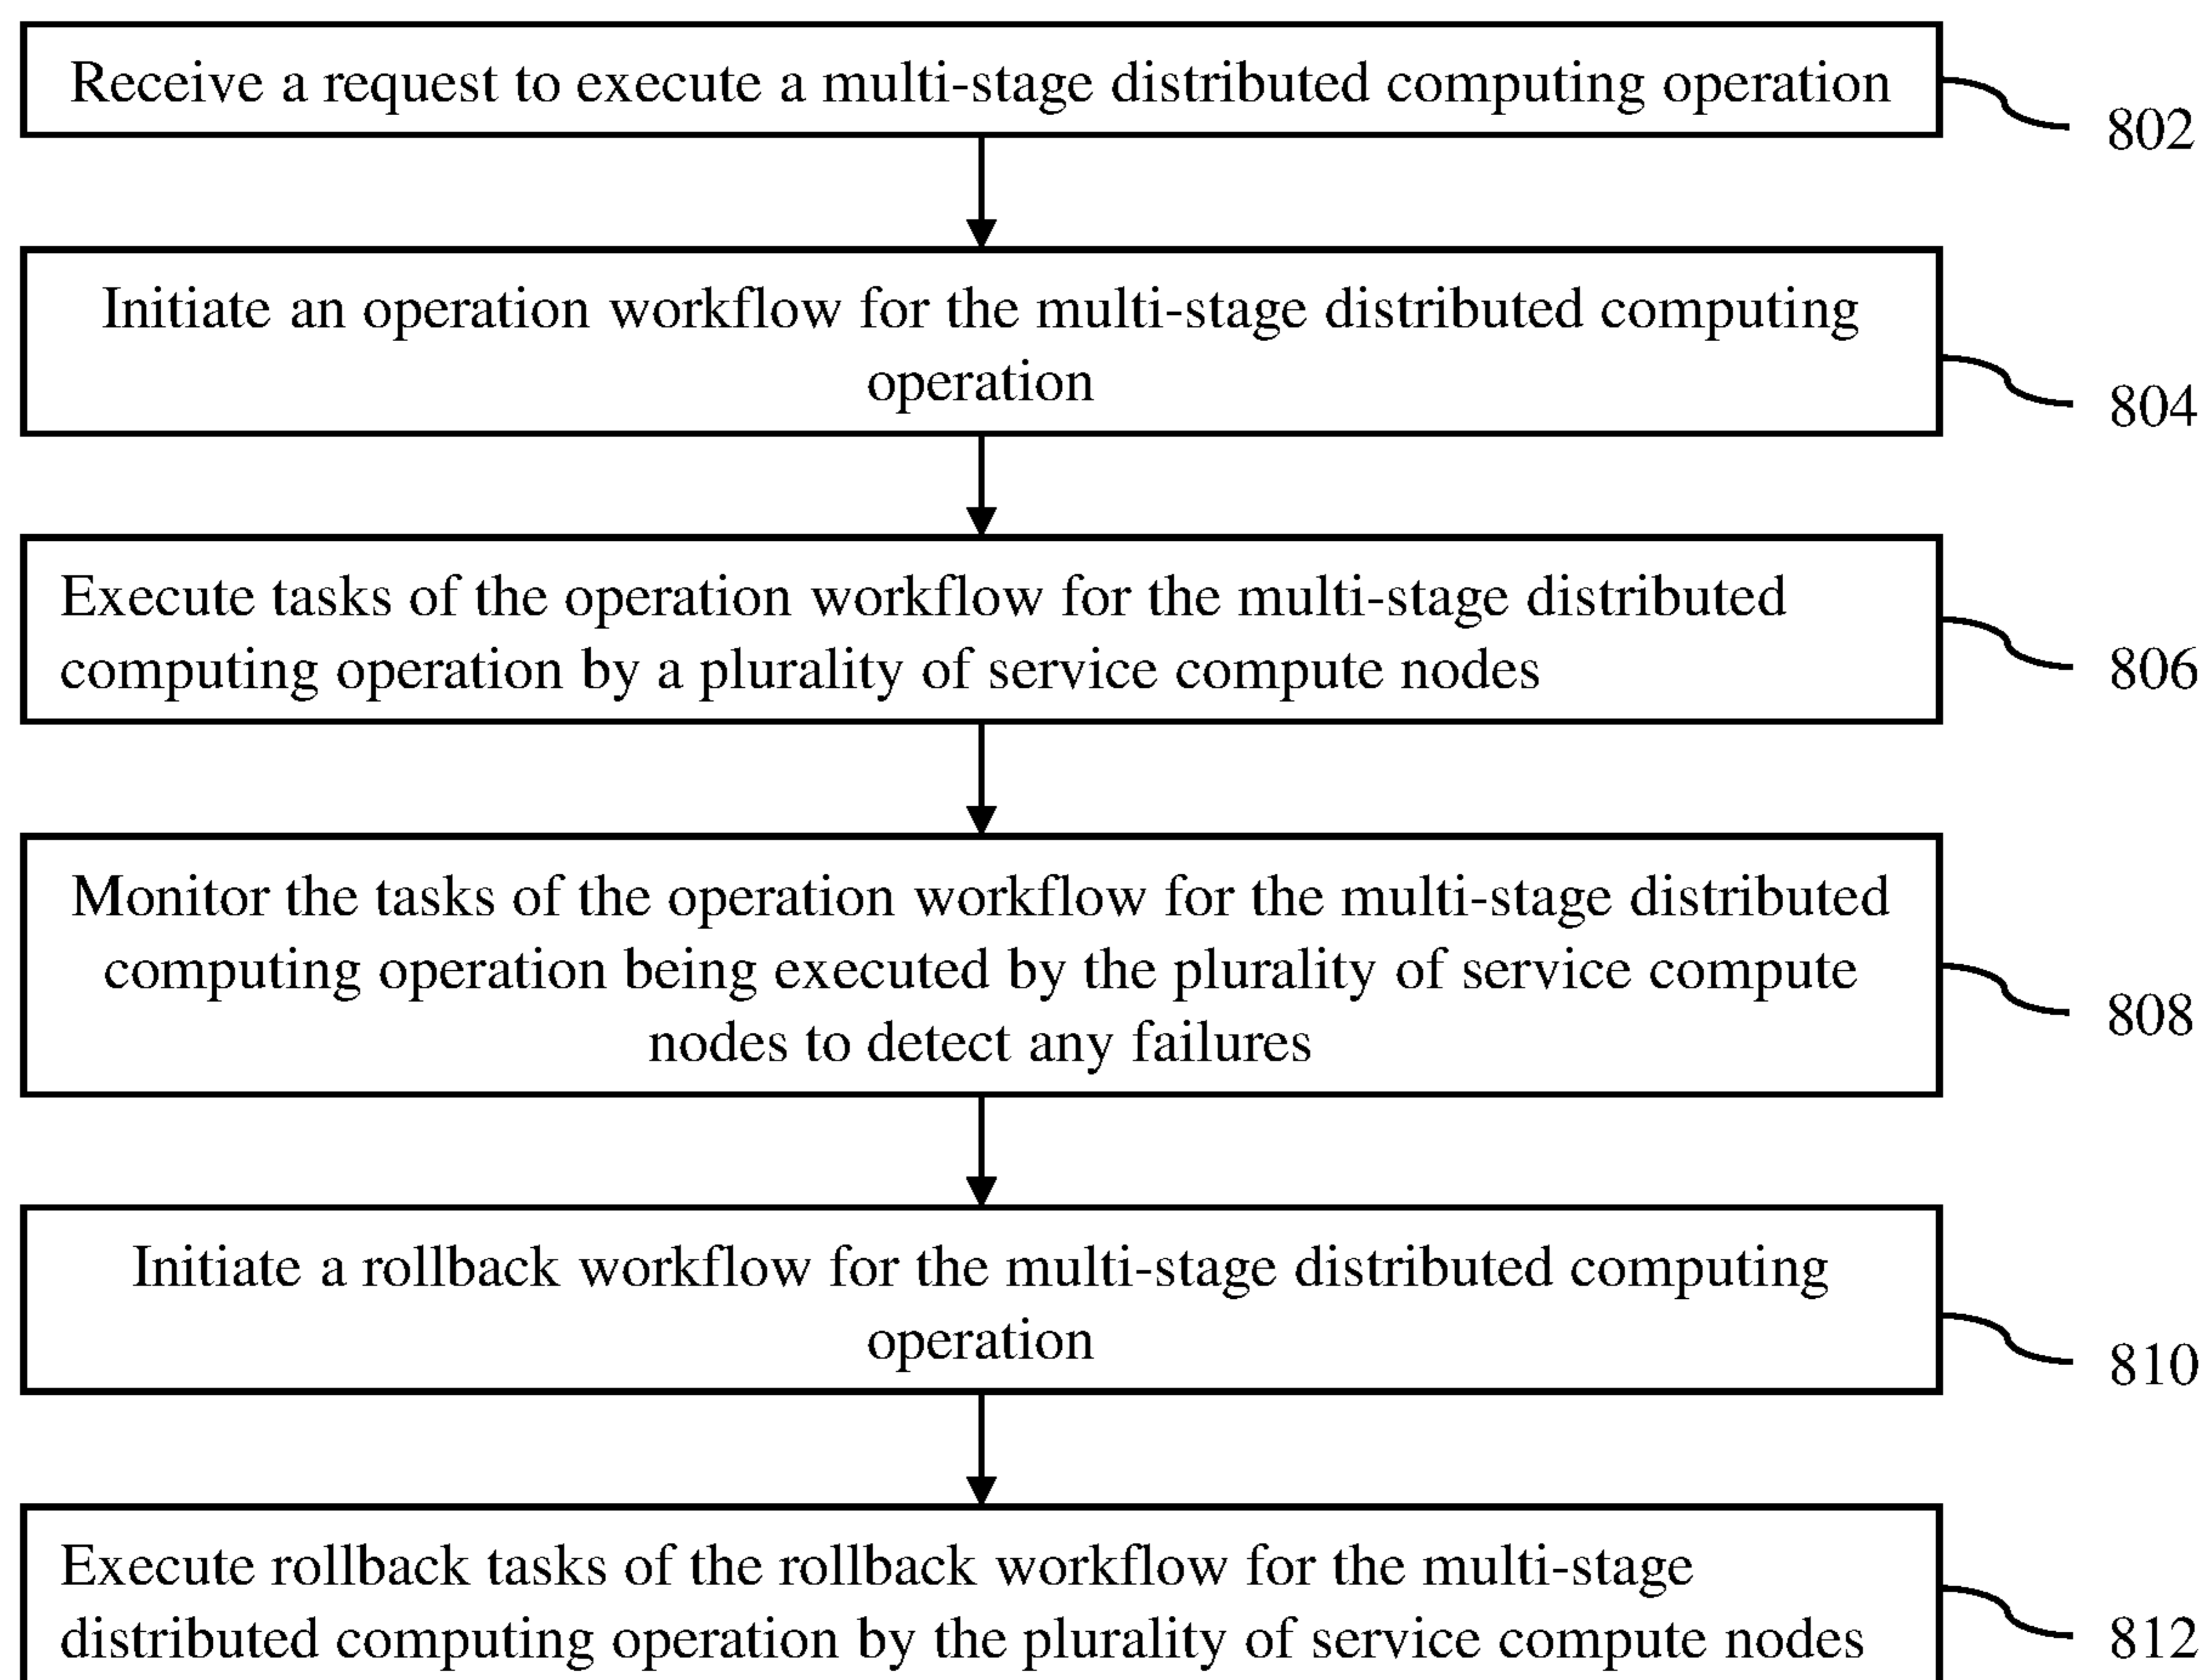 Receive a request to execute a multi-stage distributed computing operation
802
Initiate an operation workflow for the multi-stage distributed computing
operation
804
Execute tasks of the operation workflow for the multi-stage distributed
computing operation by a plurality of service compute nodes
806
Monitor the tasks of the operation workflow for the multi-stage distributed
computing operation being executed by the plurality of service compute
nodes to detect any failures
808
Initiate a rollback workflow for the multi-stage distributed computing
operation
810
Execute rollback tasks of the rollback workflow for the multi-stage
distributed computing operation by the plurality of service compute nodes
812